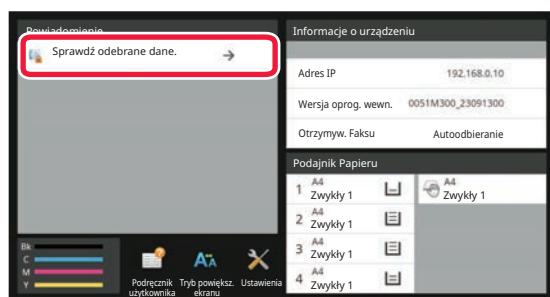 Powiadomienie
Sprawdź odebrane dane.
Informacje o urządzeniu
Adres IP 192.168.0.10
Wersja oprog. wewn. 0051M300_23091300
Otrzymyw. Faksu Autoodbieranie
Podajnik Papieru
1 A4
Zwykły 1
A4
Zwykły 1
2 A4
Zwykły 1
3 A4
Zwykły 1
4 A4
Zwykły 1
Bk
C
M
Y
Podręcznik
użytkownika
AA
Tryb powiększ.
ekranu
Ustawienia